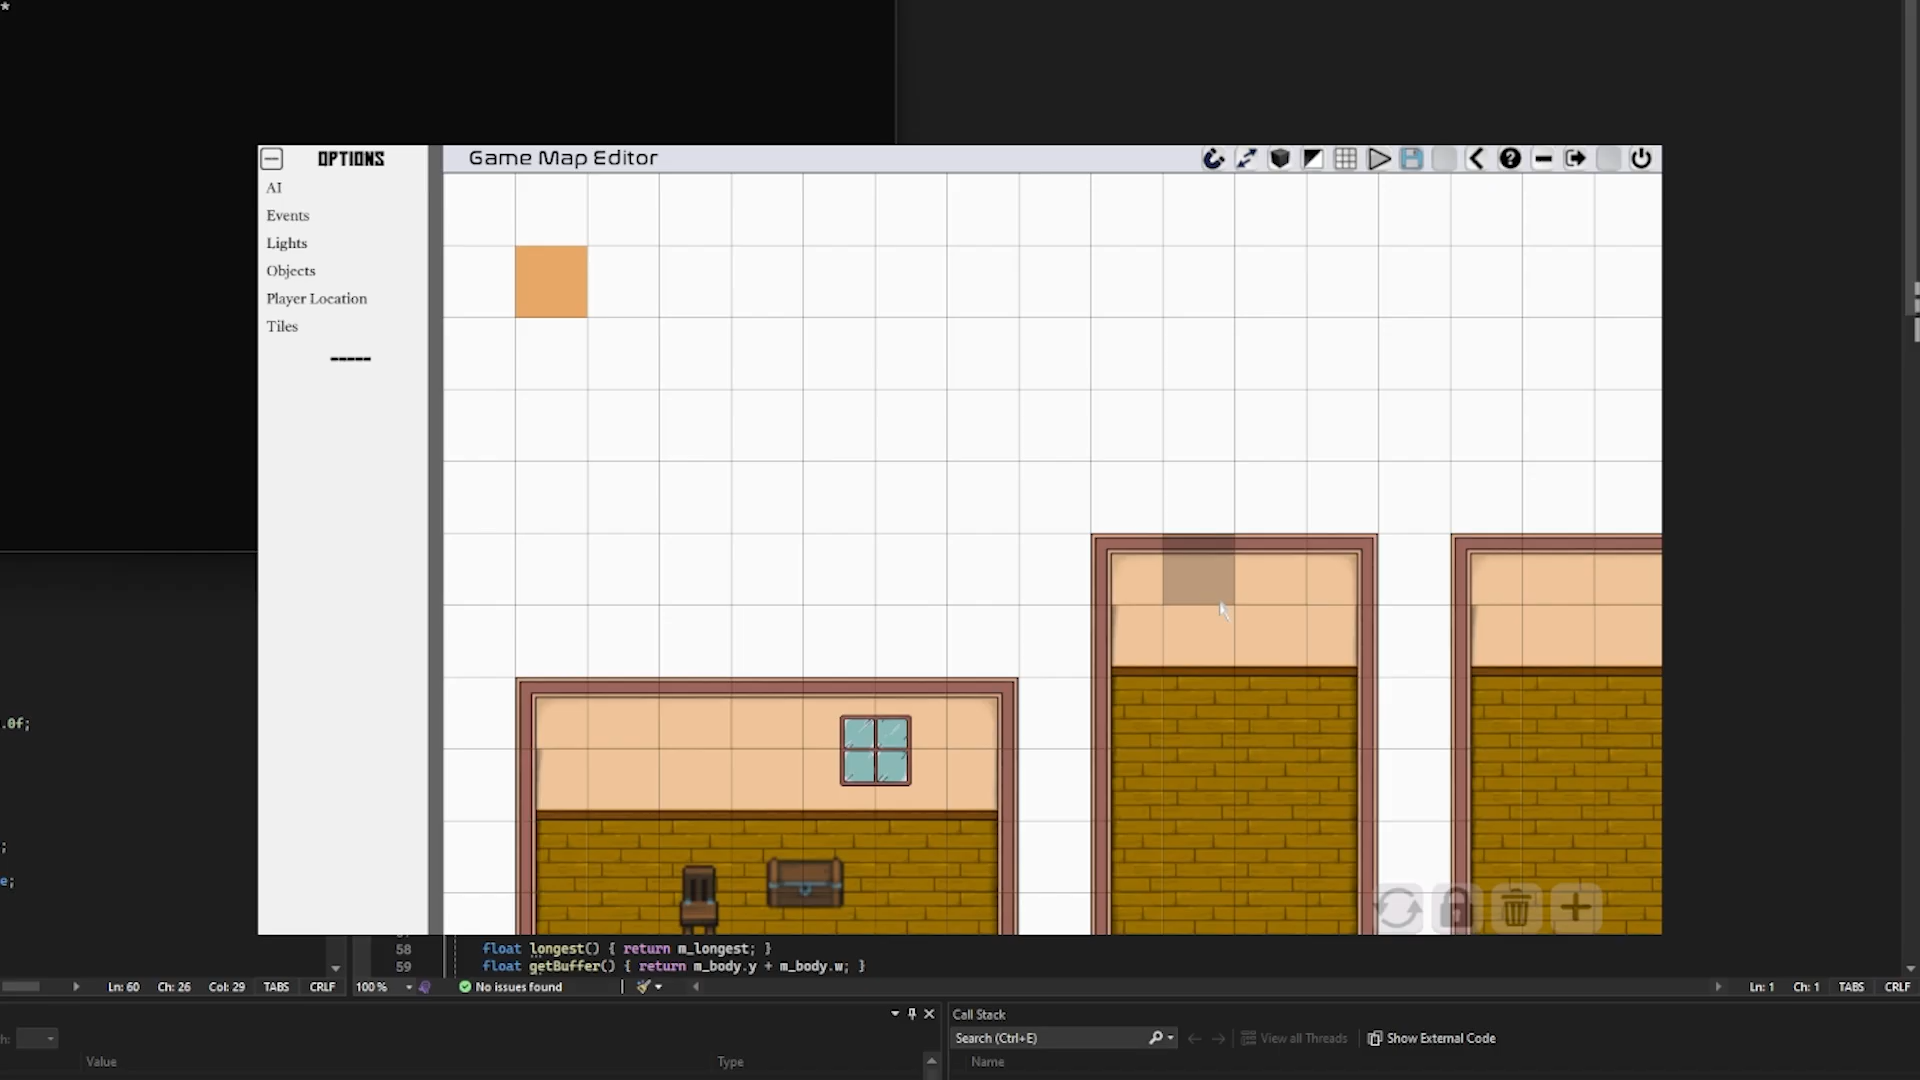 *
OPTIONS
Game Map Editor
AI
Events
Lights
Objects
Player Location
Tiles
-----
.0f;
;
e;
58 float longest() { return m_longest; }
59 float getBuffer() { return m_body.y + m_body.w; }
Ln: 60 Ch: 26 Col: 29 TABS CRLF 100 % No issues found Ln: 1 Ch: 1 TABS CRLF
Call Stack
h: Search (Ctrl+E) View all Threads Show External Code
Value Type Name